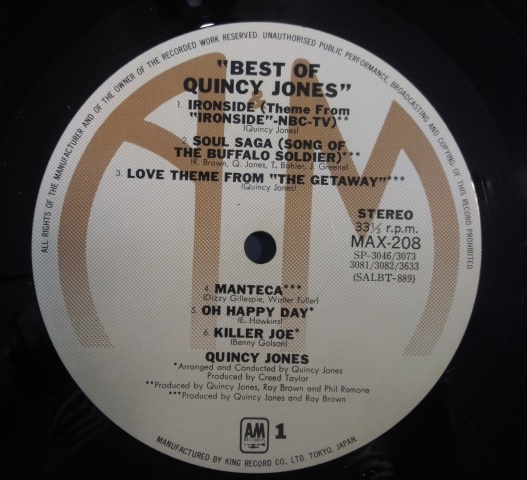 ALL RIGHTS OF THE MANUFACTURER AND OF THE OWNER OF THE RECORDED WORK RESERVED. UNAUTHORISED PUBLIC PERFORMANCE, BROADCASTING AND COPYING OF THIS RECORD PROHIBITED
"BEST OF
QUINCY JONES"
1. IRONSIDE (Theme From
"IRONSIDE"-NBC-TV)**
(Quincy Jones)
2. SOUL SAGA (SONG OF
THE BUFFALO SOLDIER)***
(R. Brown, Q. Jones, T. Bahler, J. Greene)
3. LOVE THEME FROM "THE GETAWAY"***
(Quincy Jones)
STEREO
33⅓ r.p.m.
MAX-208
SP-3046/3073
3081/3082/3633
(SALBT-889)
4. MANTECA***
(Dizzy Gillespie, Walter Fuller)
5. OH HAPPY DAY*
(E. Hawkins)
6. KILLER JOE*
(Benny Golson)
QUINCY JONES
*Arranged and Conducted by Quincy Jones
Produced by Creed Taylor
**Produced by Quincy Jones, Ray Brown and Phil Ramone
***Produced by Quincy Jones and Ray Brown
AM
RECORDS
1
MANUFACTURED BY KING RECORD CO., LTD. TOKYO, JAPAN